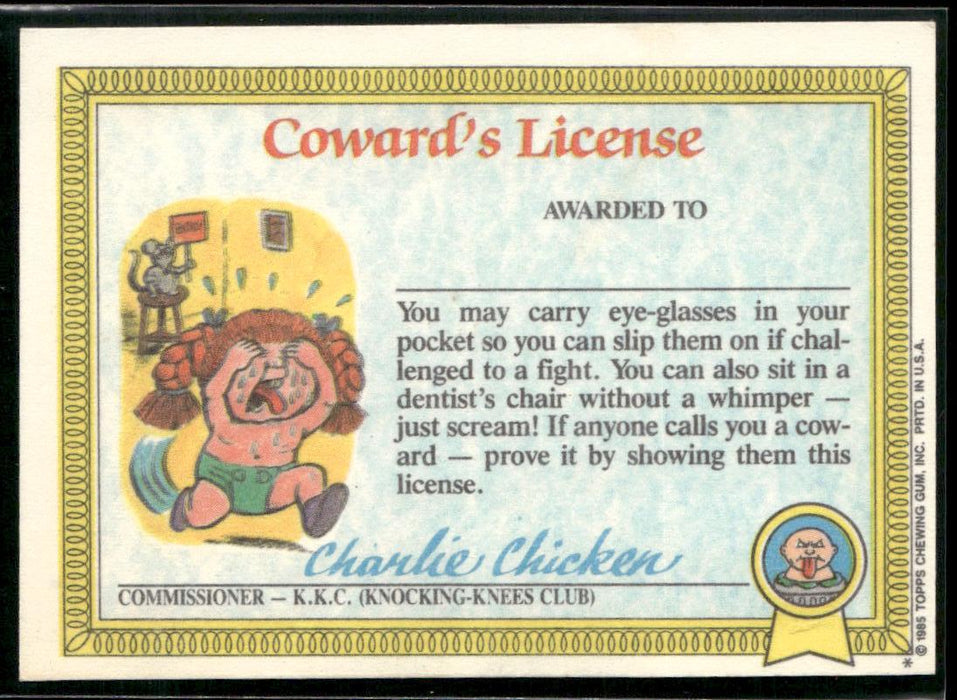 Coward's License
AWARDED TO
You may carry eye-glasses in your
pocket so you can slip them on if chal-
lenged to a fight. You can also sit in a
dentist's chair without a whimper —
just scream! If anyone calls you a cow-
ard — prove it by showing them this
license.
Charlie Chicken
COMMISSIONER — K.K.C. (KNOCKING-KNEES CLUB)
* © 1985 TOPPS CHEWING GUM, INC. PRTD. IN U.S.A.